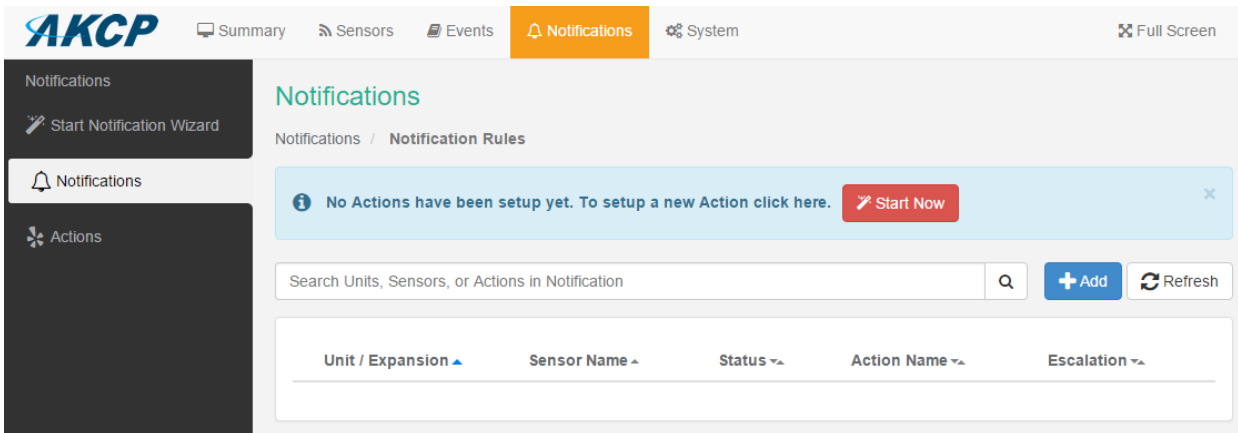 AKCP Summary Sensors Events Notifications System Full Screen
Notifications
Start Notification Wizard
Notifications
Actions
Notifications
Notifications / Notification Rules
No Actions have been setup yet. To setup a new Action click here. Start Now ×
Search Units, Sensors, or Actions in Notification Add Refresh
Unit / Expansion Sensor Name Status Action Name Escalation